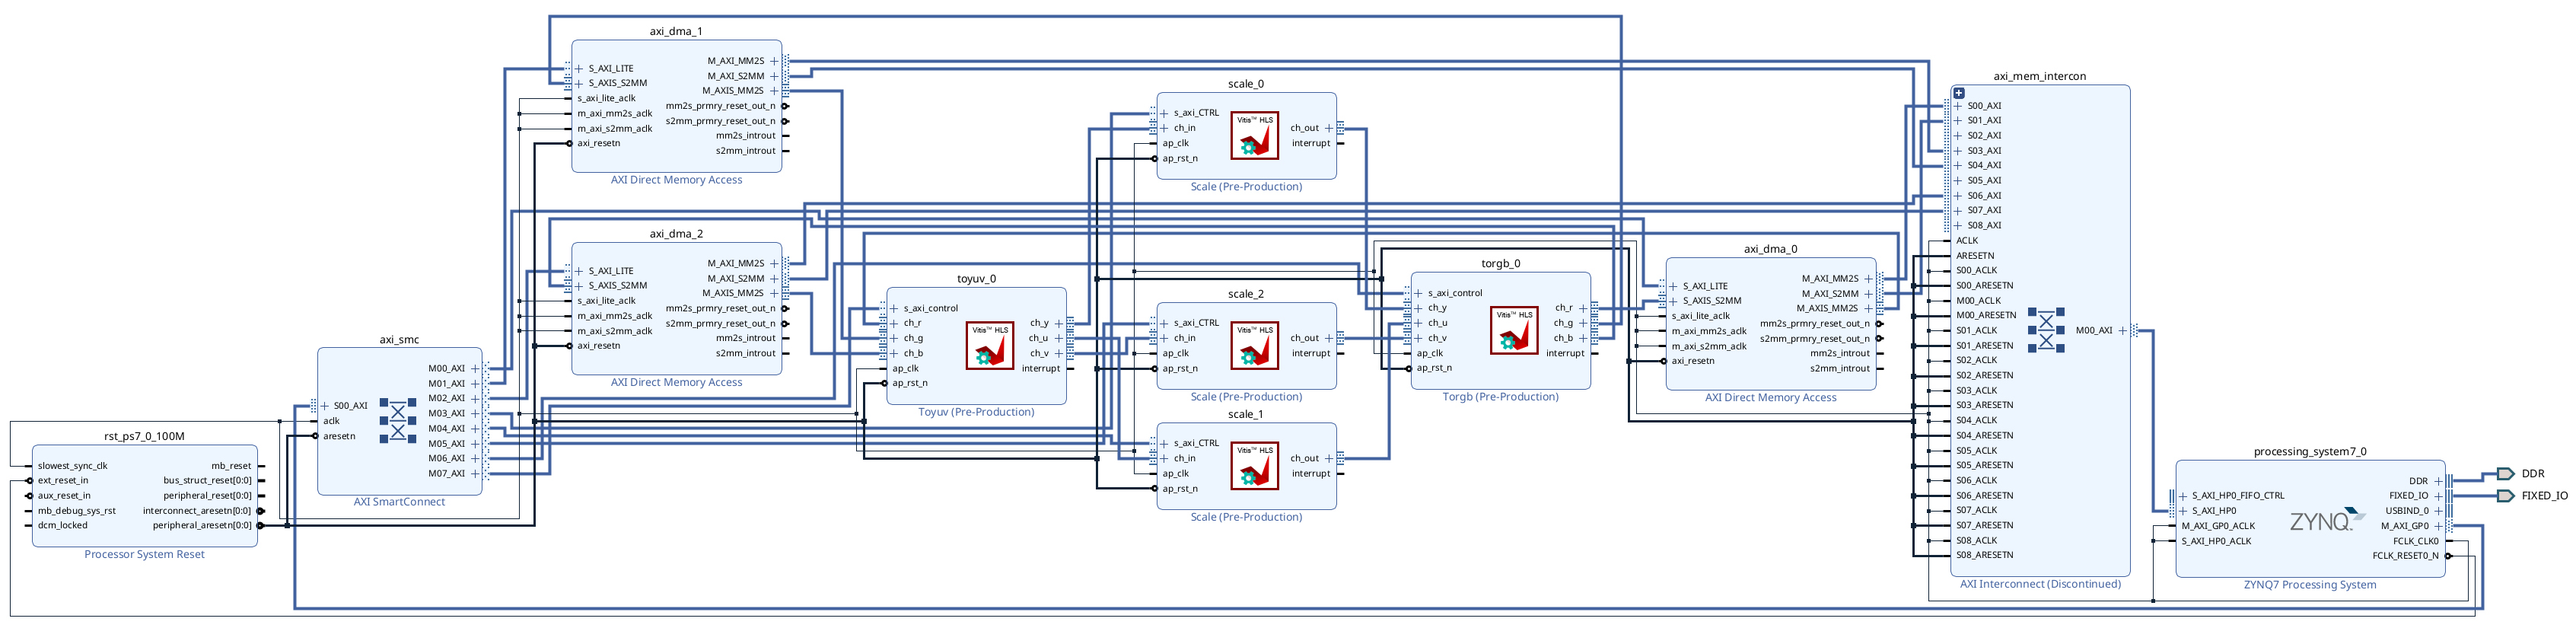 axi_dma_1
S_AXI_LITE
S_AXIS_S2MM
s_axi_lite_aclk
m_axi_mm2s_aclk
m_axi_s2mm_aclk
axi_resetn
M_AXI_MM2S
M_AXI_S2MM
M_AXIS_MM2S
mm2s_prmry_reset_out_n
s2mm_prmry_reset_out_n
mm2s_introut
s2mm_introut
AXI Direct Memory Access
scale_0
s_axi_CTRL
ch_in
ap_clk
ap_rst_n
Vitis™ HLS
ch_out
interrupt
Scale (Pre-Production)
axi_mem_intercon
S00_AXI
S01_AXI
S02_AXI
S03_AXI
S04_AXI
S05_AXI
S06_AXI
S07_AXI
S08_AXI
ACLK
ARESETN
S00_ACLK
S00_ARESETN
M00_ACLK
M00_ARESETN
S01_ACLK
S01_ARESETN
S02_ACLK
S02_ARESETN
S03_ACLK
S03_ARESETN
S04_ACLK
S04_ARESETN
S05_ACLK
S05_ARESETN
S06_ACLK
S06_ARESETN
S07_ACLK
S07_ARESETN
S08_ACLK
S08_ARESETN
M00_AXI
AXI Interconnect (Discontinued)
axi_dma_2
S_AXI_LITE
S_AXIS_S2MM
s_axi_lite_aclk
m_axi_mm2s_aclk
m_axi_s2mm_aclk
axi_resetn
M_AXI_MM2S
M_AXI_S2MM
M_AXIS_MM2S
mm2s_prmry_reset_out_n
s2mm_prmry_reset_out_n
mm2s_introut
s2mm_introut
AXI Direct Memory Access
toyuv_0
s_axi_control
ch_r
ch_g
ch_b
ap_clk
ap_rst_n
Vitis™ HLS
ch_y
ch_u
ch_v
interrupt
Toyuv (Pre-Production)
scale_2
s_axi_CTRL
ch_in
ap_clk
ap_rst_n
Vitis™ HLS
ch_out
interrupt
Scale (Pre-Production)
torgb_0
s_axi_control
ch_y
ch_u
ch_v
ap_clk
ap_rst_n
Vitis™ HLS
ch_r
ch_g
ch_b
interrupt
Torgb (Pre-Production)
axi_dma_0
S_AXI_LITE
S_AXIS_S2MM
s_axi_lite_aclk
m_axi_mm2s_aclk
m_axi_s2mm_aclk
axi_resetn
M_AXI_MM2S
M_AXI_S2MM
M_AXIS_MM2S
mm2s_prmry_reset_out_n
s2mm_prmry_reset_out_n
mm2s_introut
s2mm_introut
AXI Direct Memory Access
axi_smc
S00_AXI
aclk
aresetn
M00_AXI
M01_AXI
M02_AXI
M03_AXI
M04_AXI
M05_AXI
M06_AXI
M07_AXI
AXI SmartConnect
scale_1
s_axi_CTRL
ch_in
ap_clk
ap_rst_n
Vitis™ HLS
ch_out
interrupt
Scale (Pre-Production)
rst_ps7_0_100M
slowest_sync_clk
ext_reset_in
aux_reset_in
mb_debug_sys_rst
dcm_locked
mb_reset
bus_struct_reset[0:0]
peripheral_reset[0:0]
interconnect_aresetn[0:0]
peripheral_aresetn[0:0]
Processor System Reset
processing_system7_0
S_AXI_HP0_FIFO_CTRL
S_AXI_HP0
M_AXI_GP0_ACLK
S_AXI_HP0_ACLK
ZYNQ
DDR
FIXED_IO
USBIND_0
M_AXI_GP0
FCLK_CLK0
FCLK_RESET0_N
ZYNQ7 Processing System
DDR
FIXED_IO